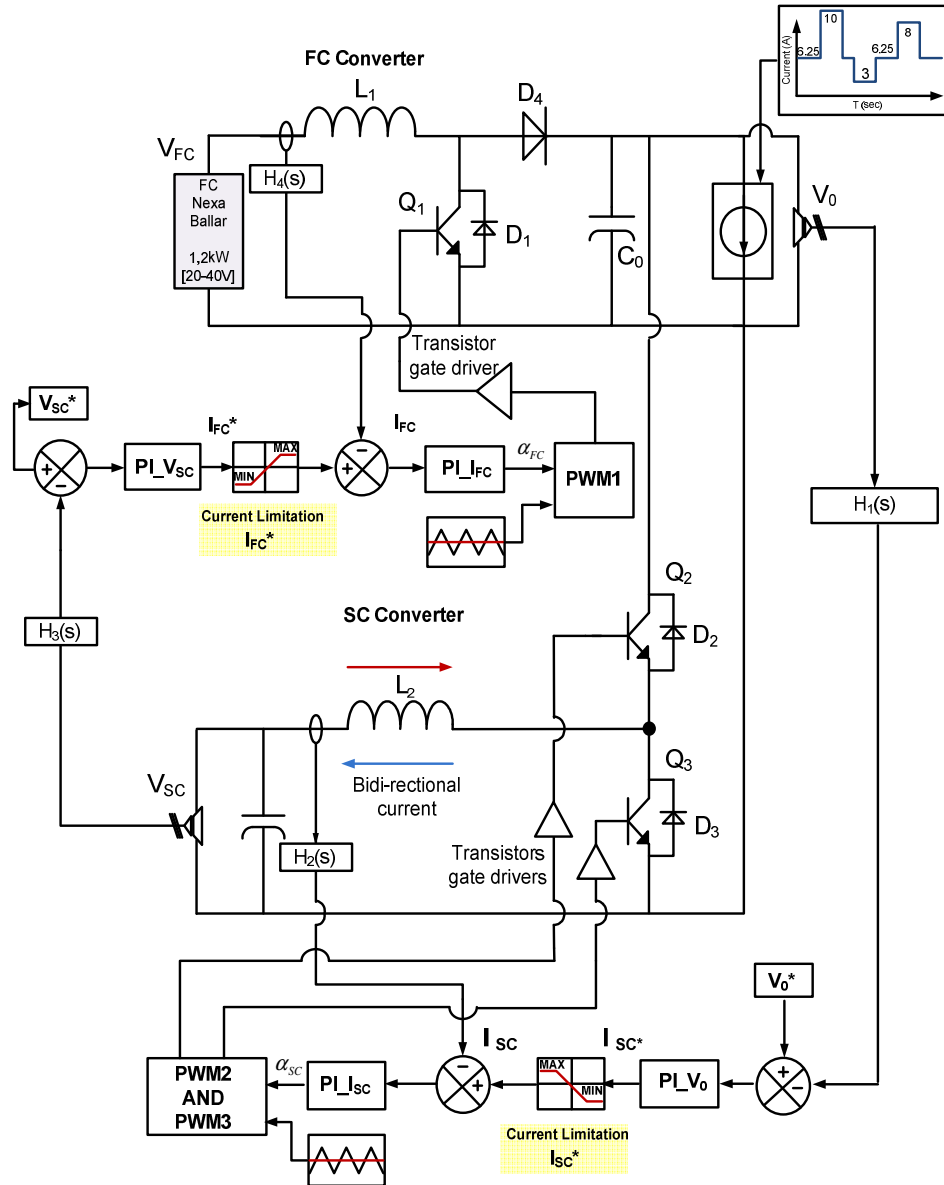 10
8
6.25
6.25
3
Current (A)
T (sec)
FC Converter
L1
D4
VFC
H4(s)
FC
Nexa
Ballar
1,2kW
[20-40V]
Q1
D1
C0
V0
Transistor
gate driver
VSC*
IFC*
IFC
+
-
PI_VSC
MAX
MIN
-
+
PI_IFC
αFC
PWM1
Current Limitation
IFC*
H1(s)
H3(s)
SC Converter
Q2
D2
L2
Bidi-rectional
current
VSC
H2(s)
Q3
D3
Transistors
gate drivers
V0*
I SC
I SC*
PWM2
AND
PWM3
αSC
PI_ISC
-
+
MAX
MIN
PI_V0
+
-
Current Limitation
ISC*